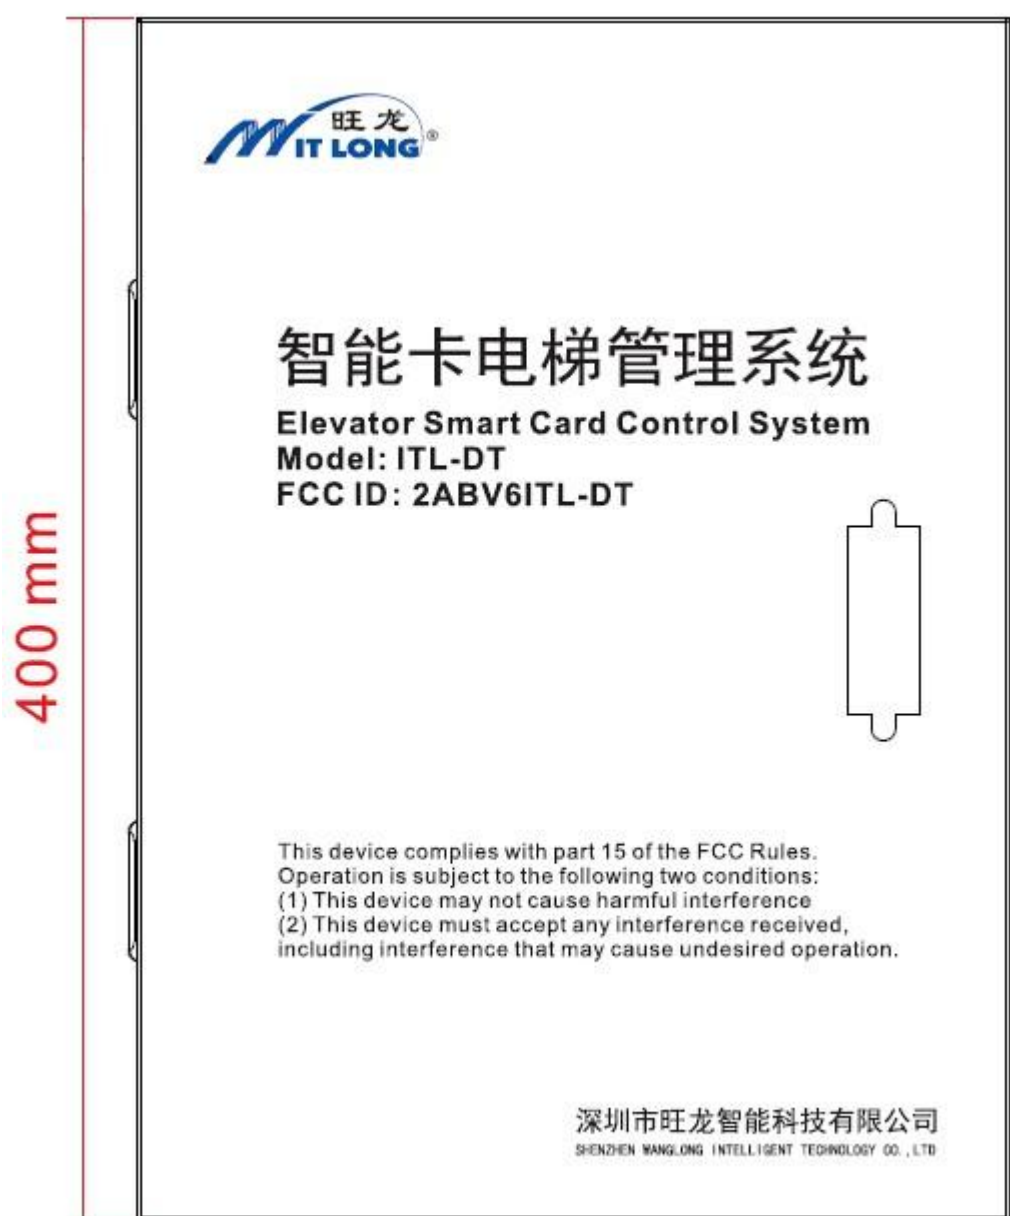 旺龙
IT LONG®
智能卡电梯管理系统
Elevator Smart Card Control System
Model: ITL-DT
FCC ID: 2ABV6ITL-DT
400 mm
This device complies with part 15 of the FCC Rules.
Operation is subject to the following two conditions:
(1) This device may not cause harmful interference
(2) This device must accept any interference received,
including interference that may cause undesired operation.
深圳市旺龙智能科技有限公司
SHENZHEN WANGLONG INTELLIGENT TECHNOLOGY CO.,LTD